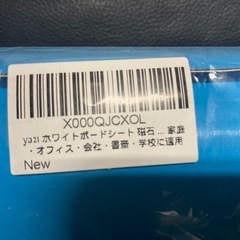 X000QJCXOL
yazi ホワイトボードシート 磁石 ... 家庭
・オフィス・会社・書斎・学校に適用
New